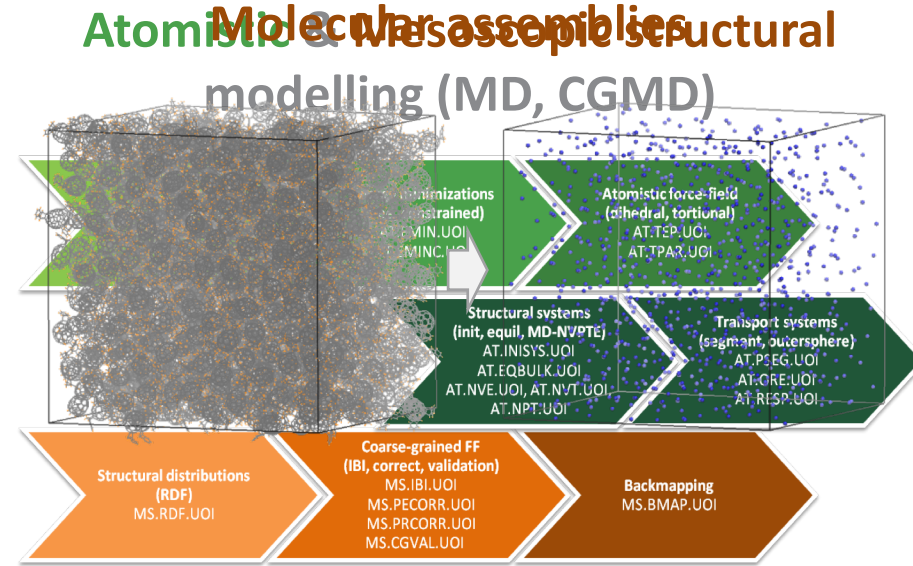 Molecular assemblies
Atomistic & Mesoscopic structural
modelling (MD, CGMD)
Atomistic force-field
(dihedral, tortional)
AT.TEP.UOI
AT.TPAR.UOI
Structural systems
(init, equil, MD-NVPTE)
AT.INISYS.UOI
AT.EQBULK.UOI
AT.NVE.UOI, AT.NVT.UOI
AT.NPT.UOI
Transport systems
(segmant, outersphere)
AT.PSEG.UOI
AT.ORE.UOI
AT.RESP.UOI
Structural distributions
(RDF)
MS.RDF.UOI
Coarse-grained FF
(IBI, correct, validation)
MS.IBI.UOI
MS.PECORR.UOI
MS.PRCORR.UOI
MS.CGVAL.UOI
Backmapping
MS.BMAP.UOI